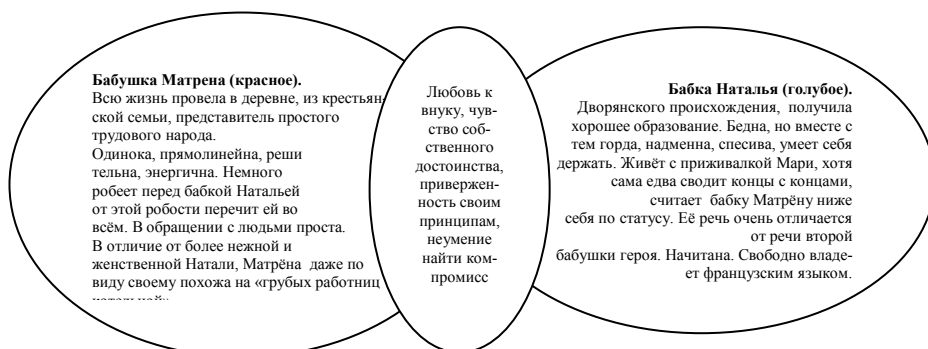 Бабушка Матрена (красное).
Всю жизнь провела в деревне, из крестьян-
ской семьи, представитель простого
трудового народа.
Одинока, прямолинейна, реши
тельна, энергична. Немного
робеет перед бабкой Натальей
от этой робости перечит ей во
всём. В обращении с людьми проста.
В отличие от более нежной и
женственной Натали, Матрёна даже по
виду своему похожа на «грубых работниц
Любовь к
внуку, чув-
ство соб-
ственного
достоинства,
привержен-
ность своим
принципам,
неумение
найти ком-
промисс
Бабка Наталья (голубое).
Дворянского происхождения, получила
хорошее образование. Бедна, но вместе с
тем горда, надменна, спесива, умеет себя
держать. Живёт с приживалкой Мари, хотя
сама едва сводит концы с концами,
считает бабку Матрёну ниже
себя по статусу. Её речь очень отличается
от речи второй
бабушки героя. Начитана. Свободно владе-
ет французским языком.